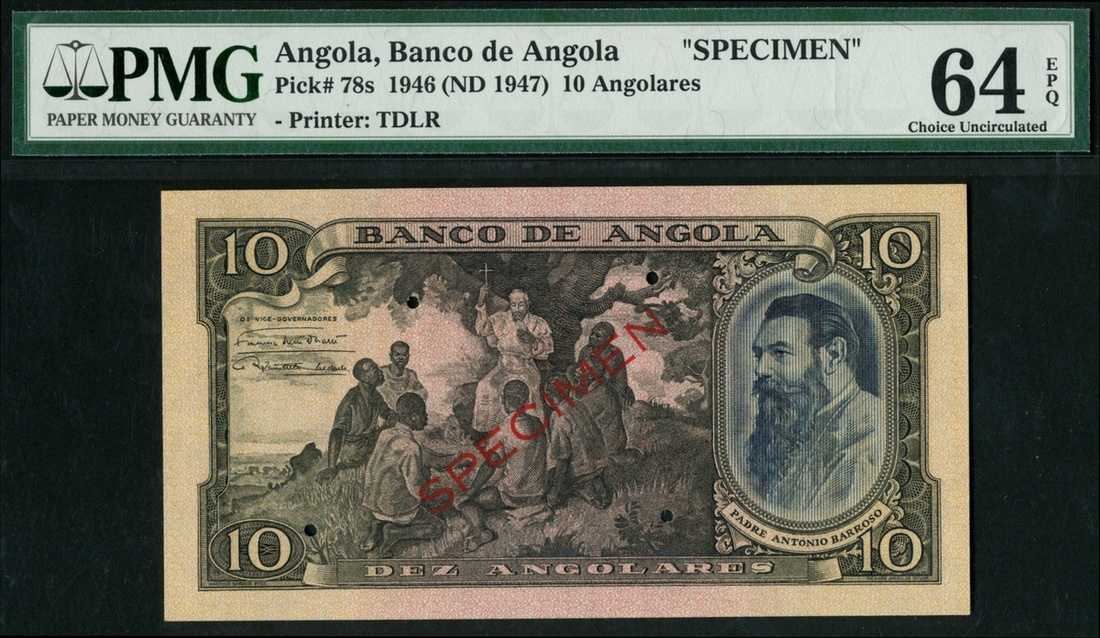 PMG
PAPER MONEY GUARANTY
Angola, Banco de Angola "SPECIMEN"
Pick# 78s 1946 (ND 1947) 10 Angolares
- Printer: TDLR
64
EPQ
Choice Uncirculated
BANCO DE ANGOLA
10
10
OS VICE-GOVERNADORES
SPECIMEN
PADRE ANTÓNIO BARROSO
10
10
DEZ ANGOLARES